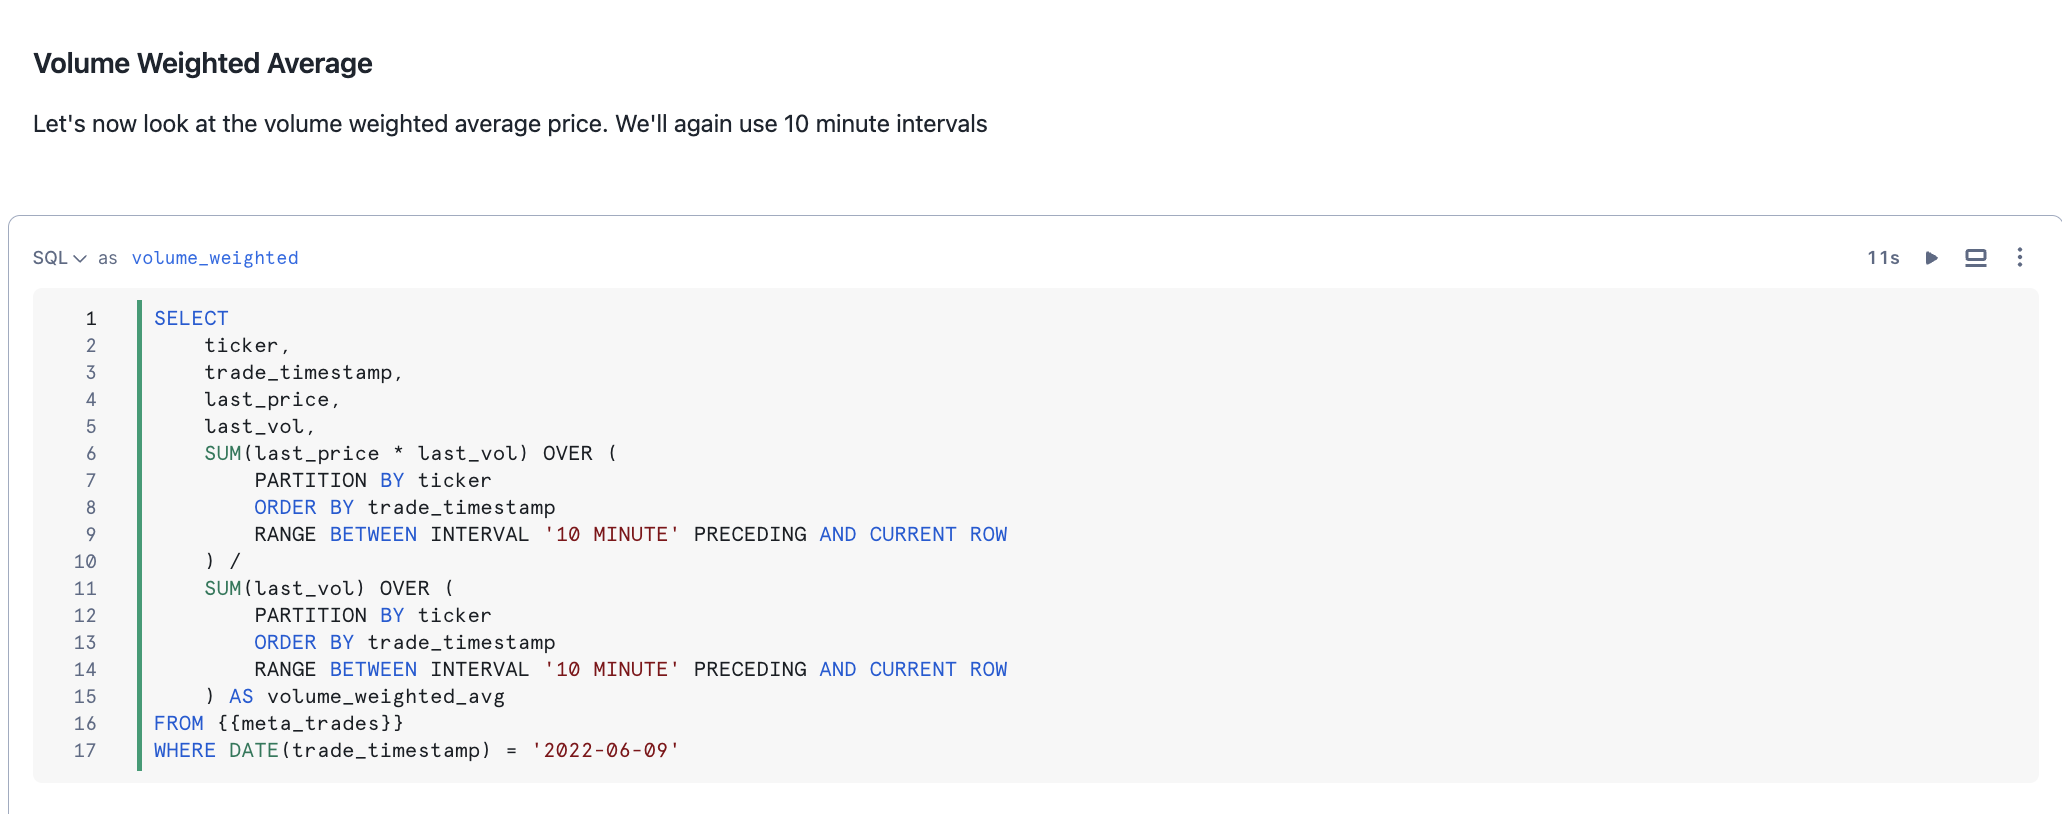 Volume Weighted Average
Let's now look at the volume weighted average price. We'll again use 10 minute intervals
SQL as volume_weighted 11s
1 SELECT
2     ticker,
3     trade_timestamp,
4     last_price,
5     last_vol,
6     SUM(last_price * last_vol) OVER (
7         PARTITION BY ticker
8         ORDER BY trade_timestamp
9         RANGE BETWEEN INTERVAL '10 MINUTE' PRECEDING AND CURRENT ROW
10     ) /
11     SUM(last_vol) OVER (
12         PARTITION BY ticker
13         ORDER BY trade_timestamp
14         RANGE BETWEEN INTERVAL '10 MINUTE' PRECEDING AND CURRENT ROW
15     ) AS volume_weighted_avg
16 FROM {{meta_trades}}
17 WHERE DATE(trade_timestamp) = '2022-06-09'